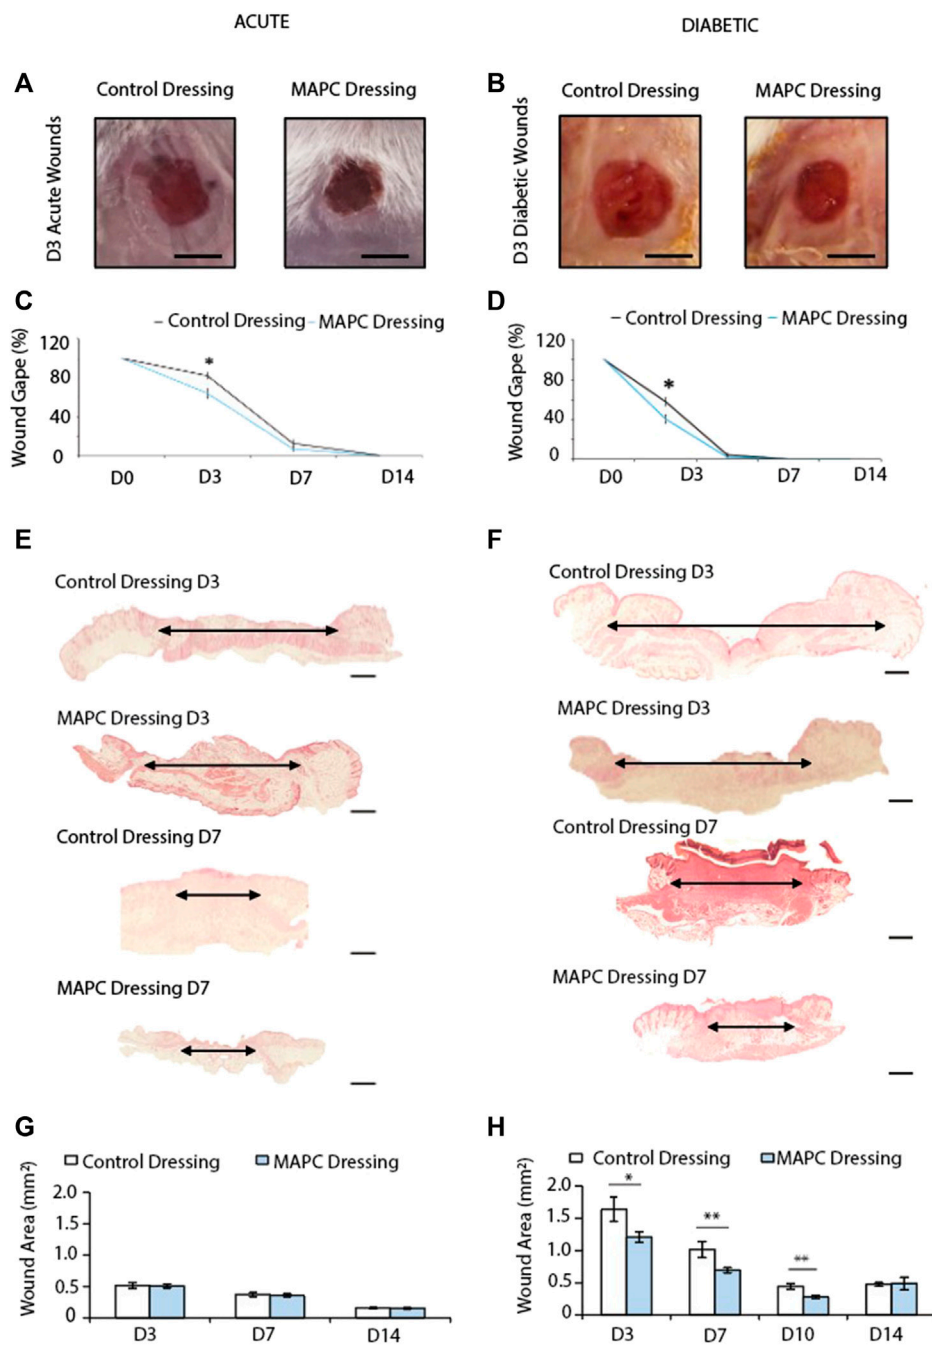 ACUTE
DIABETIC
A
Control Dressing
MAPC Dressing
D3 Acute Wounds
B
Control Dressing
MAPC Dressing
D3 Diabetic Wounds
C
Control Dressing
MAPC Dressing
Wound Gape (%)
120
80
40
0
*
D0
D3
D7
D14
D
Control Dressing
MAPC Dressing
Wound Gape (%)
120
80
40
0
*
D0
D3
D7
D14
E
Control Dressing D3
MAPC Dressing D3
Control Dressing D7
MAPC Dressing D7
F
Control Dressing D3
MAPC Dressing D3
Control Dressing D7
MAPC Dressing D7
G
Control Dressing
MAPC Dressing
Wound Area (mm²)
2.0
1.5
1.0
0.5
0
D3
D7
D14
H
Control Dressing
MAPC Dressing
Wound Area (mm²)
2.0
1.5
1.0
0.5
0
*
**
**
D3
D7
D10
D14